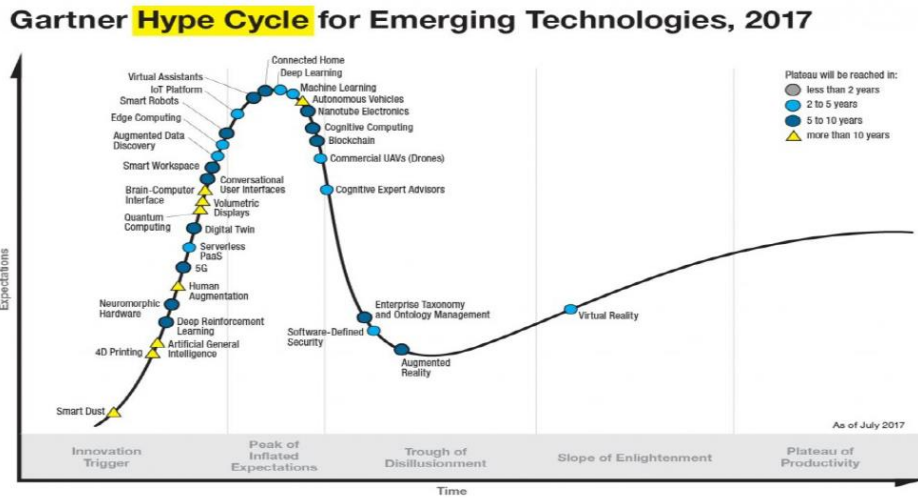 Gartner Hype Cycle for Emerging Technologies, 2017
Expectations
Connected Home
Virtual Assistants
Deep Learning
IoT Platform
Machine Learning
Smart Robots
Autonomous Vehicles
Edge Computing
Nanotube Electronics
Augmented Data
Discovery
Cognitive Computing
Blockchain
Smart Workspace
Commercial UAVs (Drones)
Conversational
User Interfaces
Brain-Computer
Interface
Cognitive Expert Advisors
Volumetric
Displays
Quantum
Computing
Digital Twin
Serverless
PaaS
5G
Human
Augmentation
Neuromorphic
Hardware
Deep Reinforcement
Learning
Artificial General
Intelligence
4D Printing
Smart Dust
Enterprise Taxonomy
and Ontology Management
Software-Defined
Security
Augmented
Reality
Virtual Reality
Plateau will be reached in:
less than 2 years
2 to 5 years
5 to 10 years
more than 10 years
As of July 2017
Innovation
Trigger
Peak of
Inflated
Expectations
Trough of
Disillusionment
Slope of Enlightenment
Plateau of
Productivity
Time